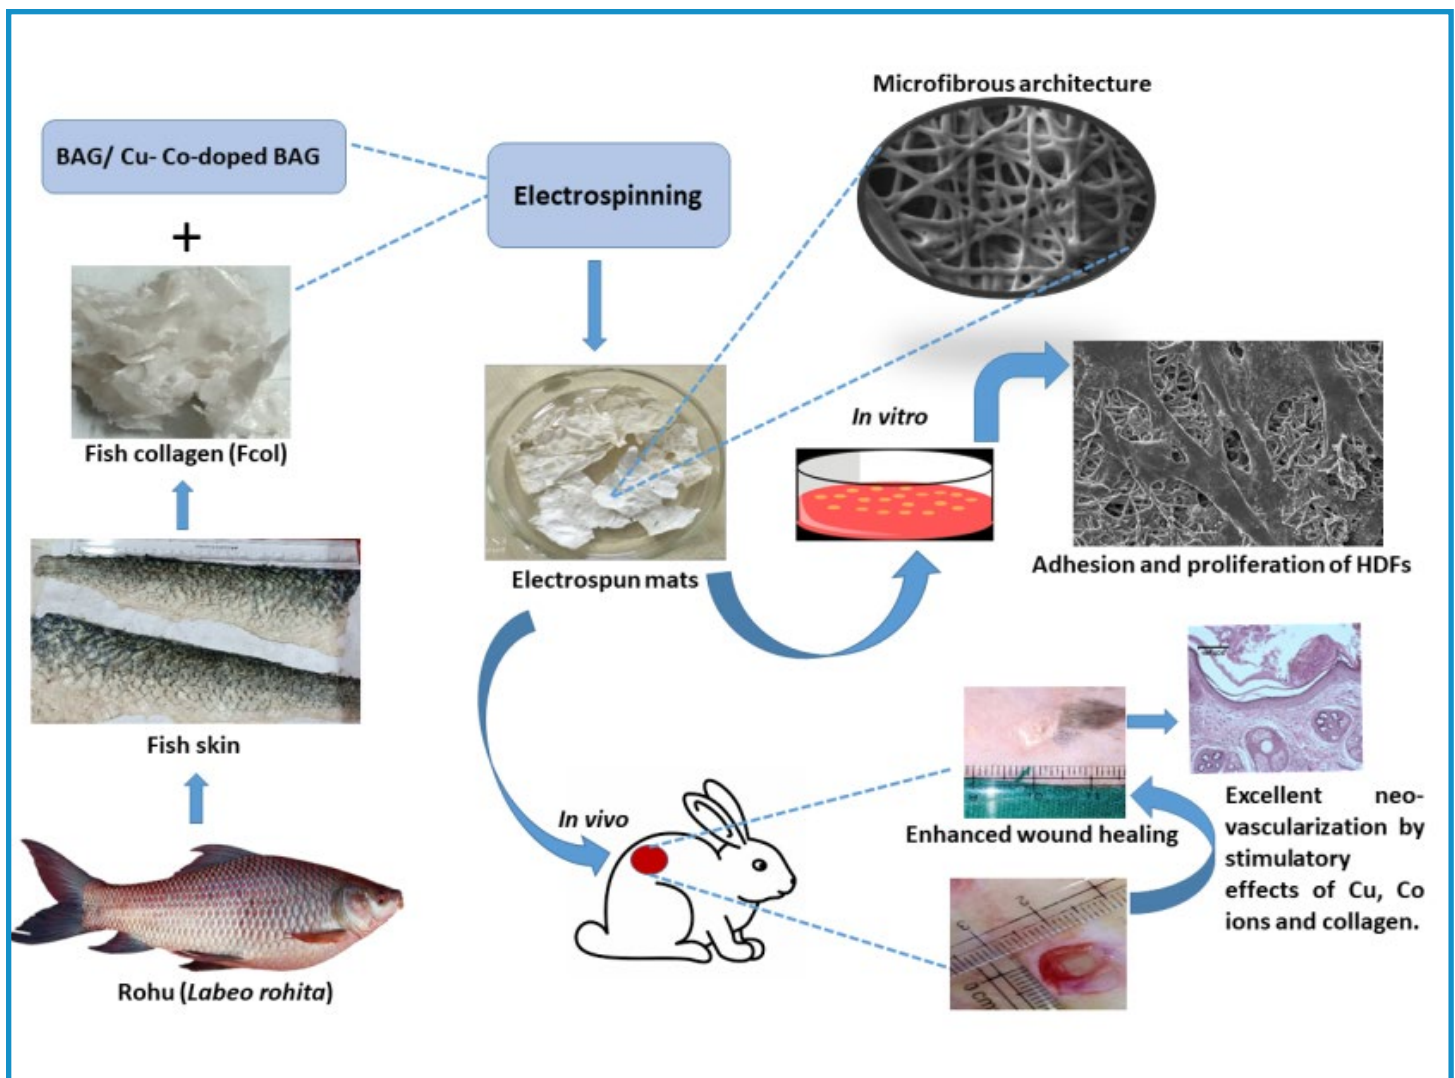 Microfibrous architecture
BAG/ Cu- Co-doped BAG
Electrospinning
+
Fish collagen (Fcol)
In vitro
Electrospun mats
Adhesion and proliferation of HDFs
Fish skin
In vivo
Enhanced wound healing
Excellent neo-
vascularization by
stimulatory
effects of Cu, Co
ions and collagen.
Rohu (Labeo rohita)